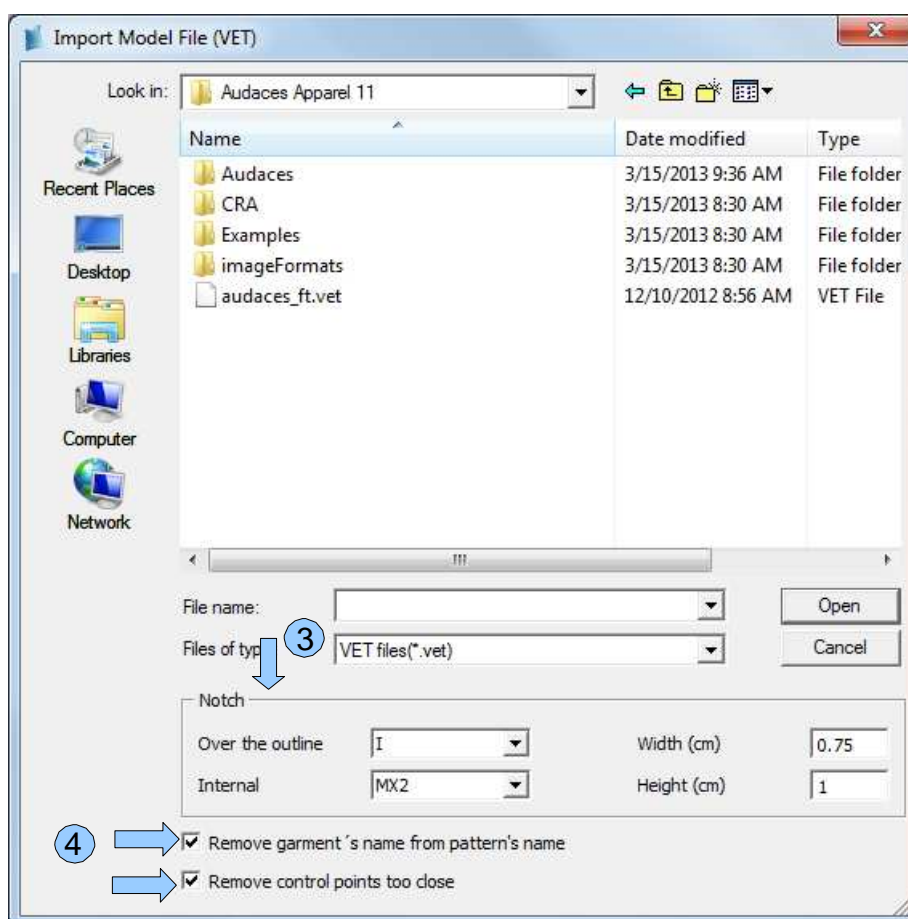 Import Model File (VET)
Look in: Audaces Apparel 11
Name Date modified Type
Audaces 3/15/2013 9:36 AM File folder
CRA 3/15/2013 8:30 AM File folder
Examples 3/15/2013 8:30 AM File folder
imageFormats 3/15/2013 8:30 AM File folder
audaces_ft.vet 12/10/2012 8:56 AM VET File
Recent Places
Desktop
Libraries
Computer
Network
File name: Open
Files of typ 3 VET files(*.vet) Cancel
Notch
Over the outline I Width (cm) 0.75
Internal MX2 Height (cm) 1
4 Remove garment ´s name from pattern's name
Remove control points too close